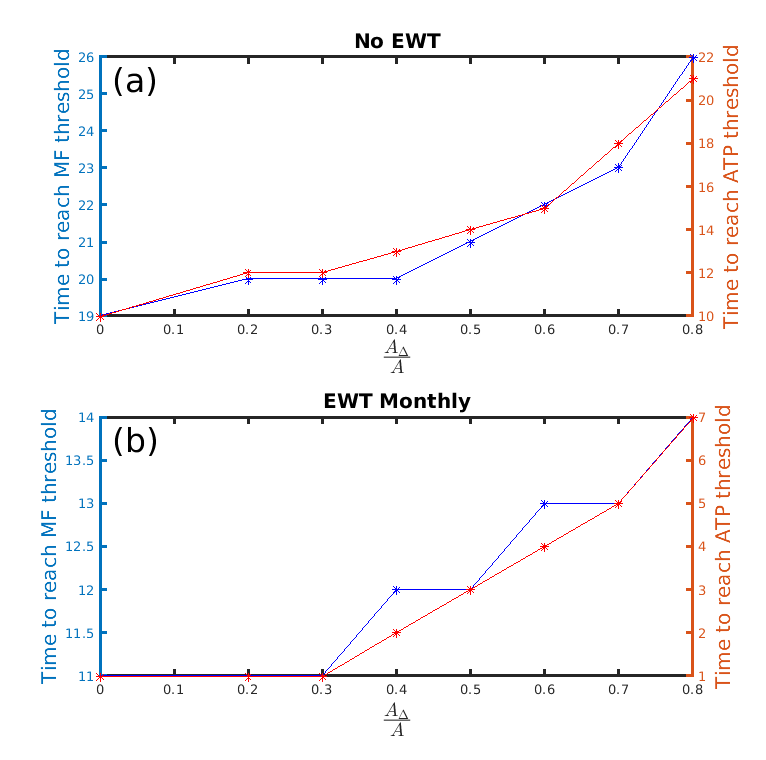 No EWT
(a)
Time to reach MF threshold
26
25
24
23
22
21
20
19
Time to reach ATP threshold
22
20
18
16
14
12
10
0 0.1 0.2 0.3 0.4 0.5 0.6 0.7 0.8
A_Δ
A
EWT Monthly
(b)
Time to reach MF threshold
14
13.5
13
12.5
12
11.5
11
Time to reach ATP threshold
7
6
5
4
3
2
1
0 0.1 0.2 0.3 0.4 0.5 0.6 0.7 0.8
A_Δ
A